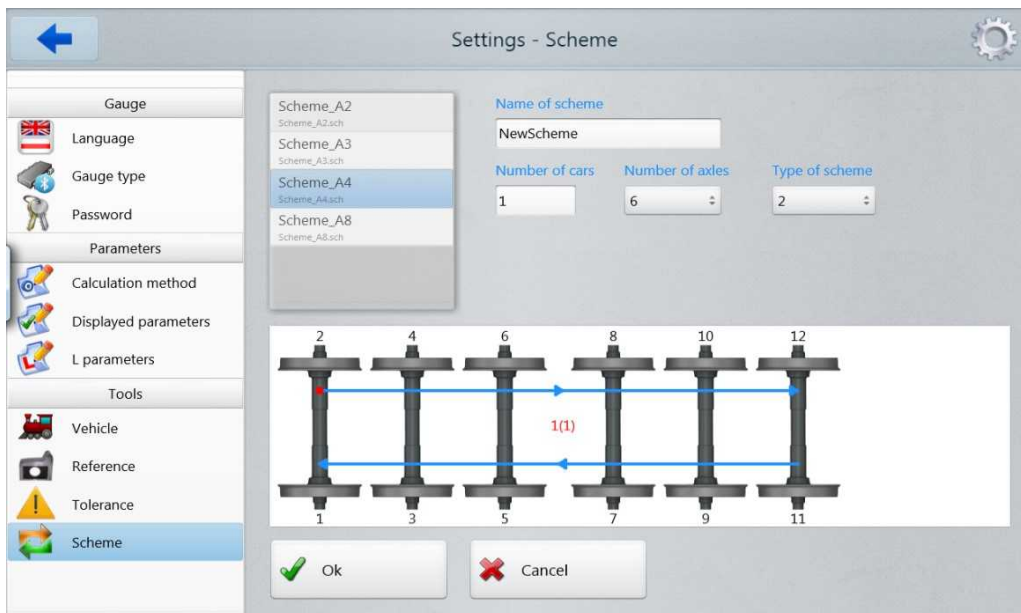 Settings - Scheme
Gauge
Language
Gauge type
Password
Parameters
Calculation method
Displayed parameters
L parameters
Tools
Vehicle
Reference
Tolerance
Scheme
Scheme_A2
Scheme_A2.sch
Scheme_A3
Scheme_A3.sch
Scheme_A4
Scheme_A4.sch
Scheme_A8
Scheme_A8.sch
Name of scheme
NewScheme
Number of cars Number of axles Type of scheme
1 6 2
2 4 6 8 10 12
1(1)
1 3 5 7 9 11
Ok Cancel